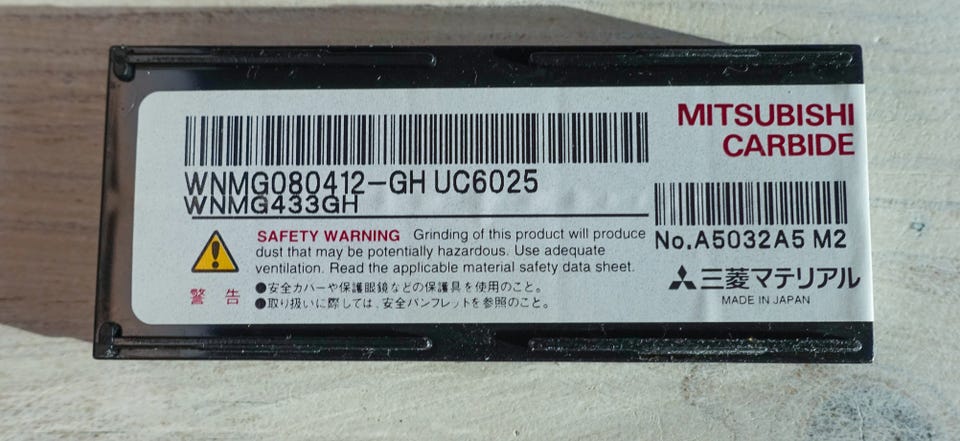 MITSUBISHI
CARBIDE
WNMG080412-GH UC6025
WNMG433GH
No.A5032A5 M2
SAFETY WARNING Grinding of this product will produce
dust that may be potentially hazardous. Use adequate
ventilation. Read the applicable material safety data sheet.
警 告
●安全カバーや保護眼鏡などの保護具を使用のこと。
●取り扱いに際しては、安全パンフレットを参照のこと。
三菱マテリアル
MADE IN JAPAN